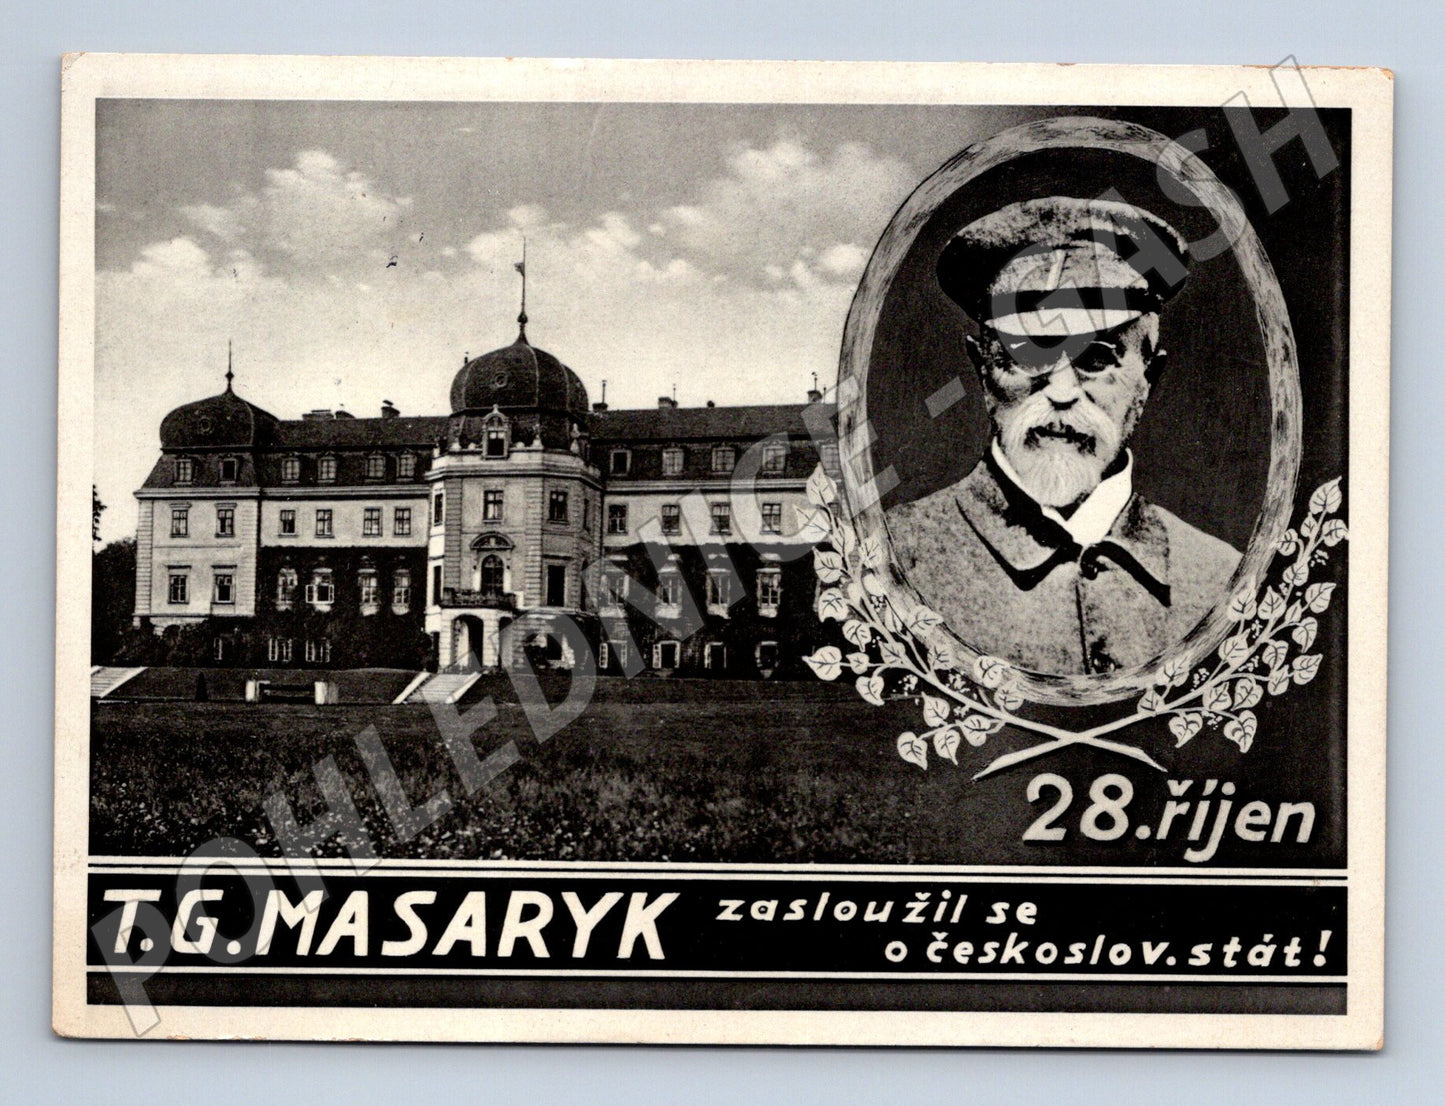 28. říjen
T. G. MASARYK zasloužil se
o českoslov. stát!
POHLEDNICE - GASH